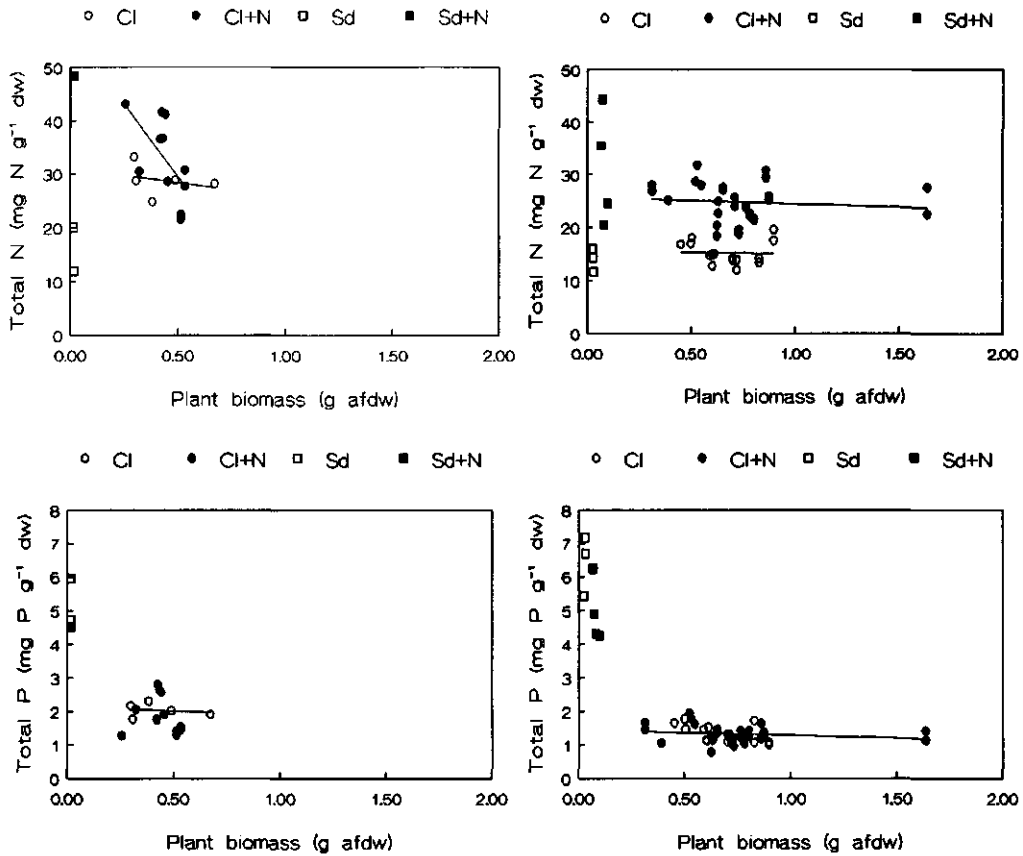 Cl Cl+N Sd Sd+N
Total N (mg N g⁻¹ dw)
50
40
30
20
10
0
0.00 0.50 1.00 1.50 2.00
Plant biomass (g afdw)
Cl Cl+N Sd Sd+N
Total N (mg N g⁻¹ dw)
50
40
30
20
10
0
0.00 0.50 1.00 1.50 2.00
Plant biomass (g afdw)
Cl Cl+N Sd Sd+N
Total P (mg P g⁻¹ dw)
8
7
6
5
4
3
2
1
0
0.00 0.50 1.00 1.50 2.00
Plant biomass (g afdw)
Cl Cl+N Sd Sd+N
Total P (mg P g⁻¹ dw)
8
7
6
5
4
3
2
1
0
0.00 0.50 1.00 1.50 2.00
Plant biomass (g afdw)